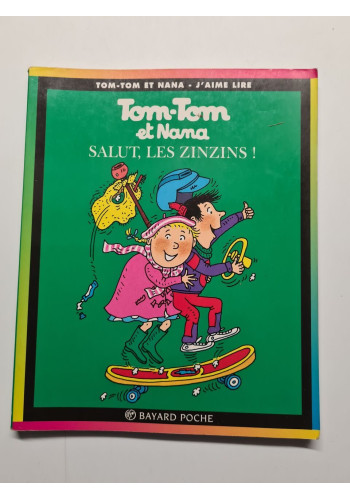 TOM-TOM ET NANA - J'AIME LIRE
Tom-Tom
et Nana
SALUT, LES ZINZINS !
BAYARD POCHE